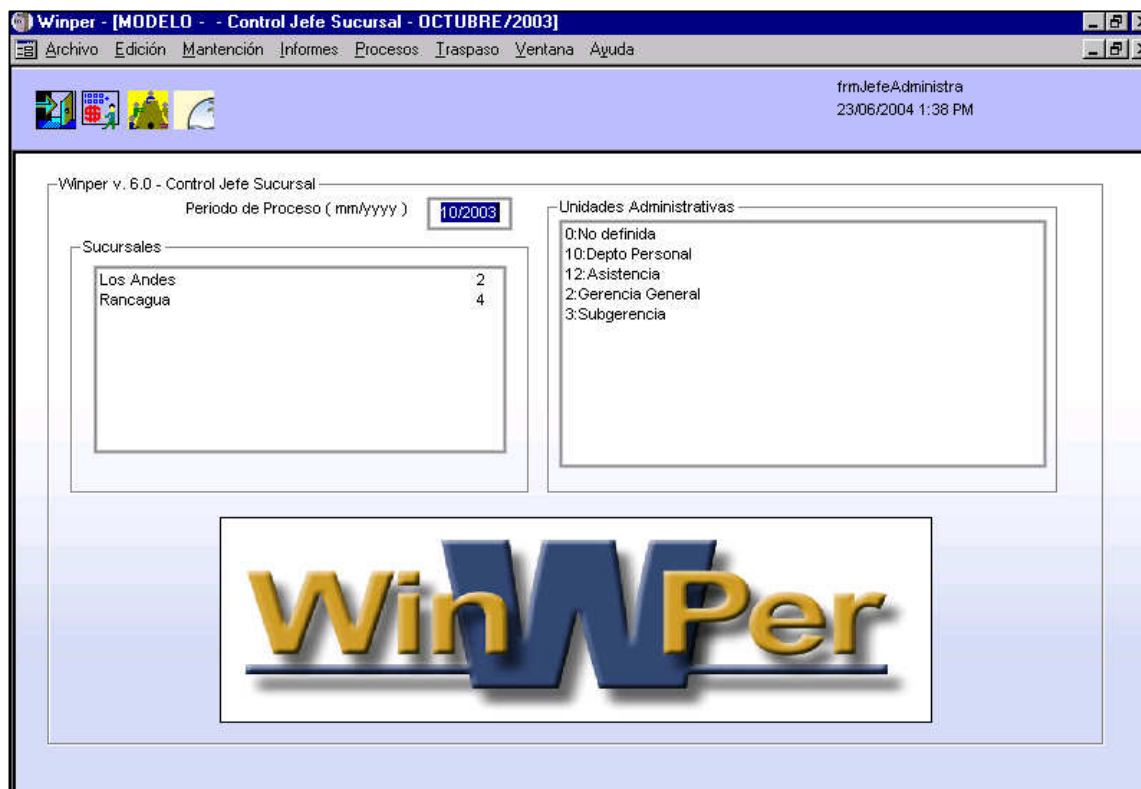 Winper - [MODELO - - Control Jefe Sucursal - OCTUBRE/2003]
Archivo Edición Mantención Informes Procesos Traspaso Ventana Ayuda
frmJefeAdministra
23/06/2004 1:38 PM
Winper v. 6.0 - Control Jefe Sucursal
Periodo de Proceso ( mm/yyyy ) 10/2003
Sucursales
Los Andes 2
Rancagua 4
Unidades Administrativas
0:No definida
10:Depto Personal
12:Asistencia
2:Gerencia General
3:Subgerencia
WinWPer